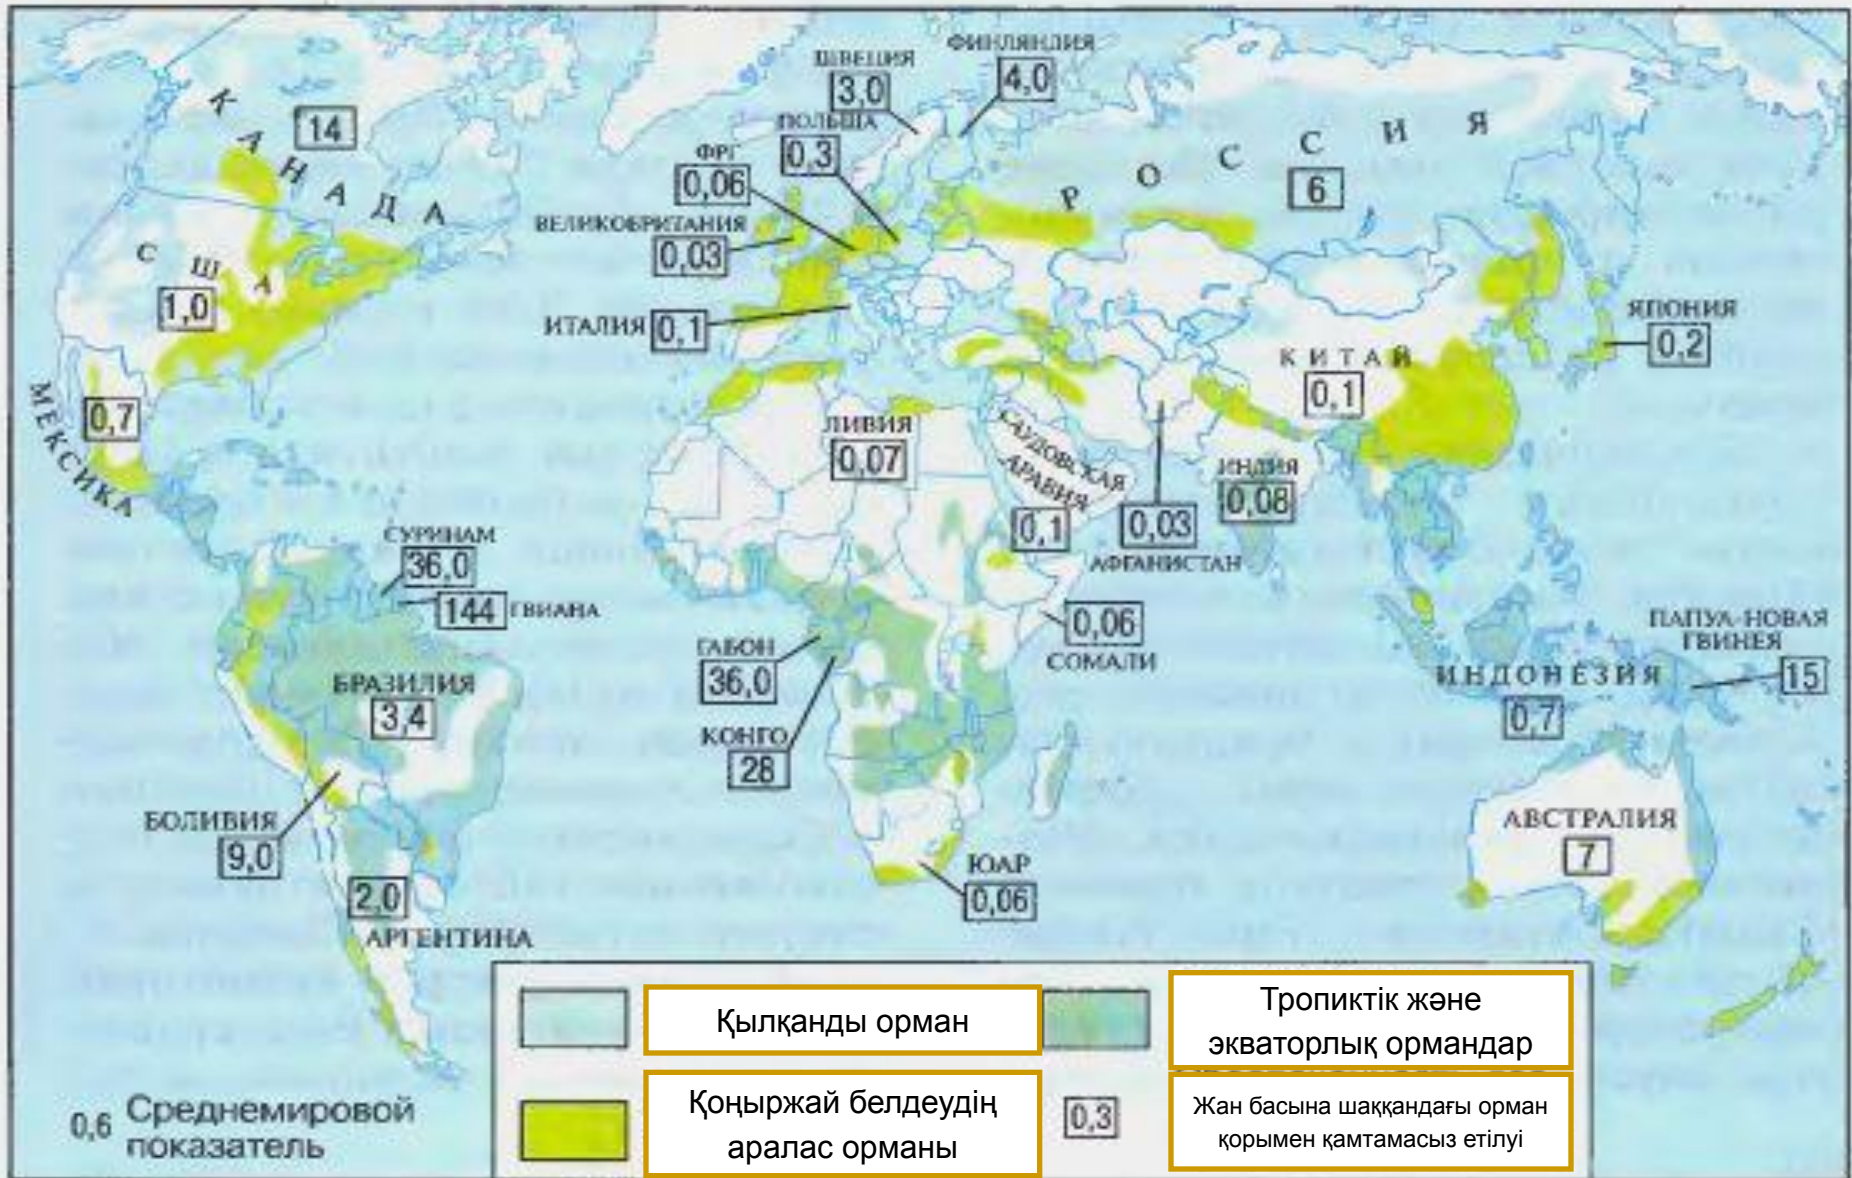 ФИНЛЯНДИЯ
4,0
ШВЕЦИЯ
3,0
ПОЛЬША
0,3
ФРГ
0,06
ВЕЛИКОБРИТАНИЯ
0,03
ИТАЛИЯ 0,1
КАНАДА
14
США
1,0
РОССИЯ
6
ЯПОНИЯ
0,2
КИТАЙ
0,1
МЕКСИКА
0,7
ЛИВИЯ
0,07
САУДОВСКАЯ
АРАВИЯ
0,1
ИНДИЯ
0,08
0,03
АФГАНИСТАН
СУРИНАМ
36,0
144 ГВИАНА
0,06
СОМАЛИ
ГАБОН
36,0
КОНГО
28
БРАЗИЛИЯ
3,4
ПАПУА-НОВАЯ
ГВИНЕЯ
15
ИНДОНЕЗИЯ
0,7
БОЛИВИЯ
9,0
АВСТРАЛИЯ
7
ЮАР
0,06
2,0
АРГЕНТИНА
0,6 Среднемировой
показатель
Қылқанды орман
Қоңыржай белдеудің
аралас орманы
Тропиктік және
экваторлық ормандар
0,3
Жан басына шаққандағы орман
қорымен қамтамасыз етілуі